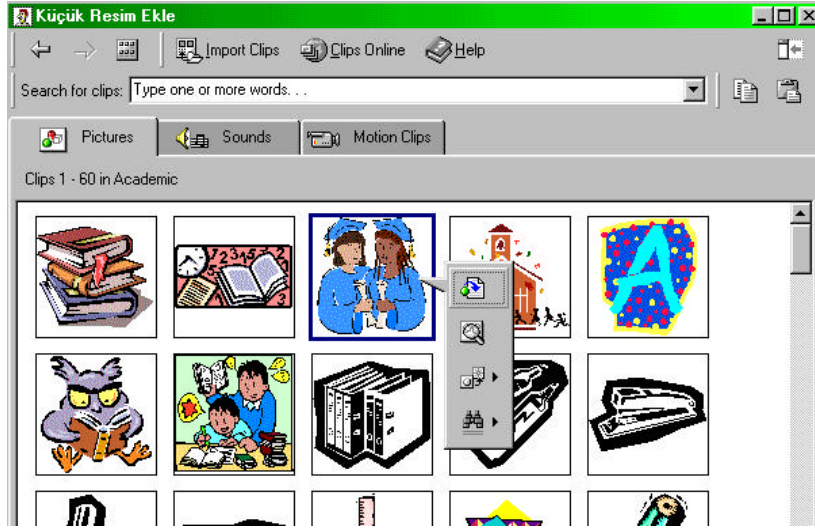 Küçük Resim Ekle
Import Clips Clips Online Help
Search for clips: Type one or more words. . .
Pictures Sounds Motion Clips
Clips 1 - 60 in Academic
A